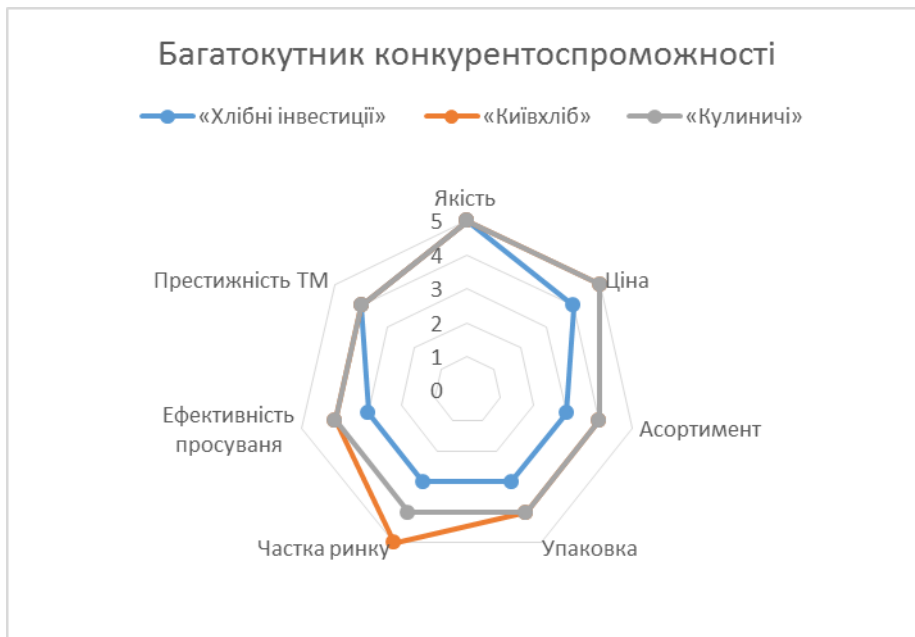 Багатокутник конкурентоспроможності
«Хлібні інвестиції» «Київхліб» «Кулиничі»
Якість
5
4
3
2
1
0
Ціна
Асортимент
Упаковка
Частка ринку
Ефективність
просуваня
Престижність ТМ